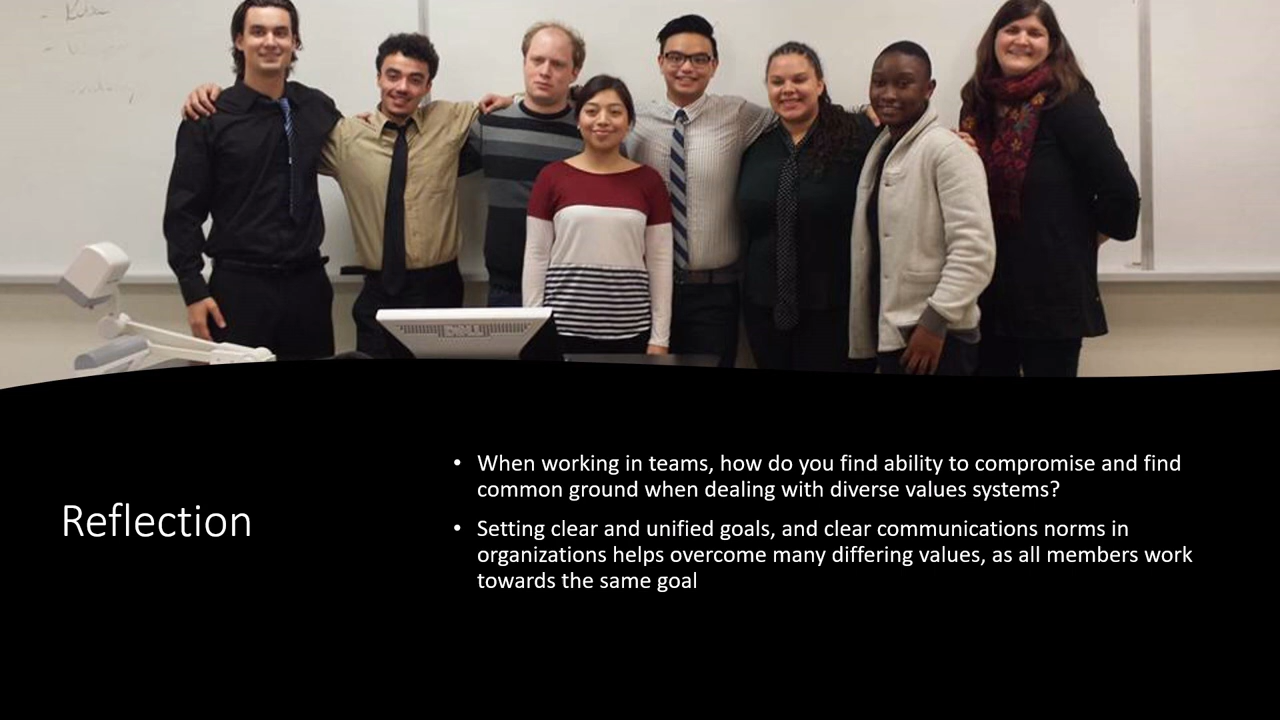 DELL
Reflection
• When working in teams, how do you find ability to compromise and find
common ground when dealing with diverse values systems?
• Setting clear and unified goals, and clear communications norms in
organizations helps overcome many differing values, as all members work
towards the same goal